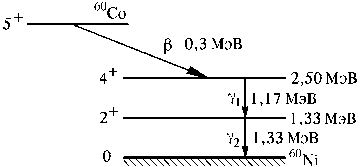 5⁺ ⁶⁰Co
β 0,3 МэВ
4⁺ 2,50 МэВ
γ₁ 1,17 МэВ
2⁺ 1,33 МэВ
γ₂ 1,33 МэВ
0 ⁶⁰Ni